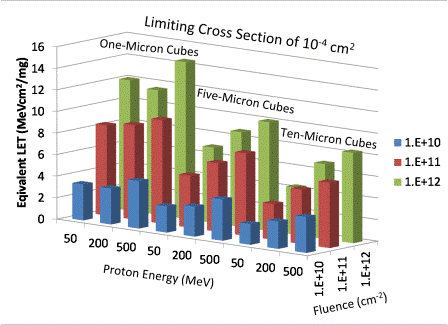 Limiting Cross Section of 10⁻⁴ cm²
One-Micron Cubes
Five-Micron Cubes
Ten-Micron Cubes
Eqivalent LET (MeVcm²/mg)
16
14
12
10
8
6
4
2
0
50
200
500
50
200
500
50
200
500
Proton Energy (MeV)
1.E+10
1.E+11
1.E+12
Fluence (cm⁻²)
1.E+10
1.E+11
1.E+12